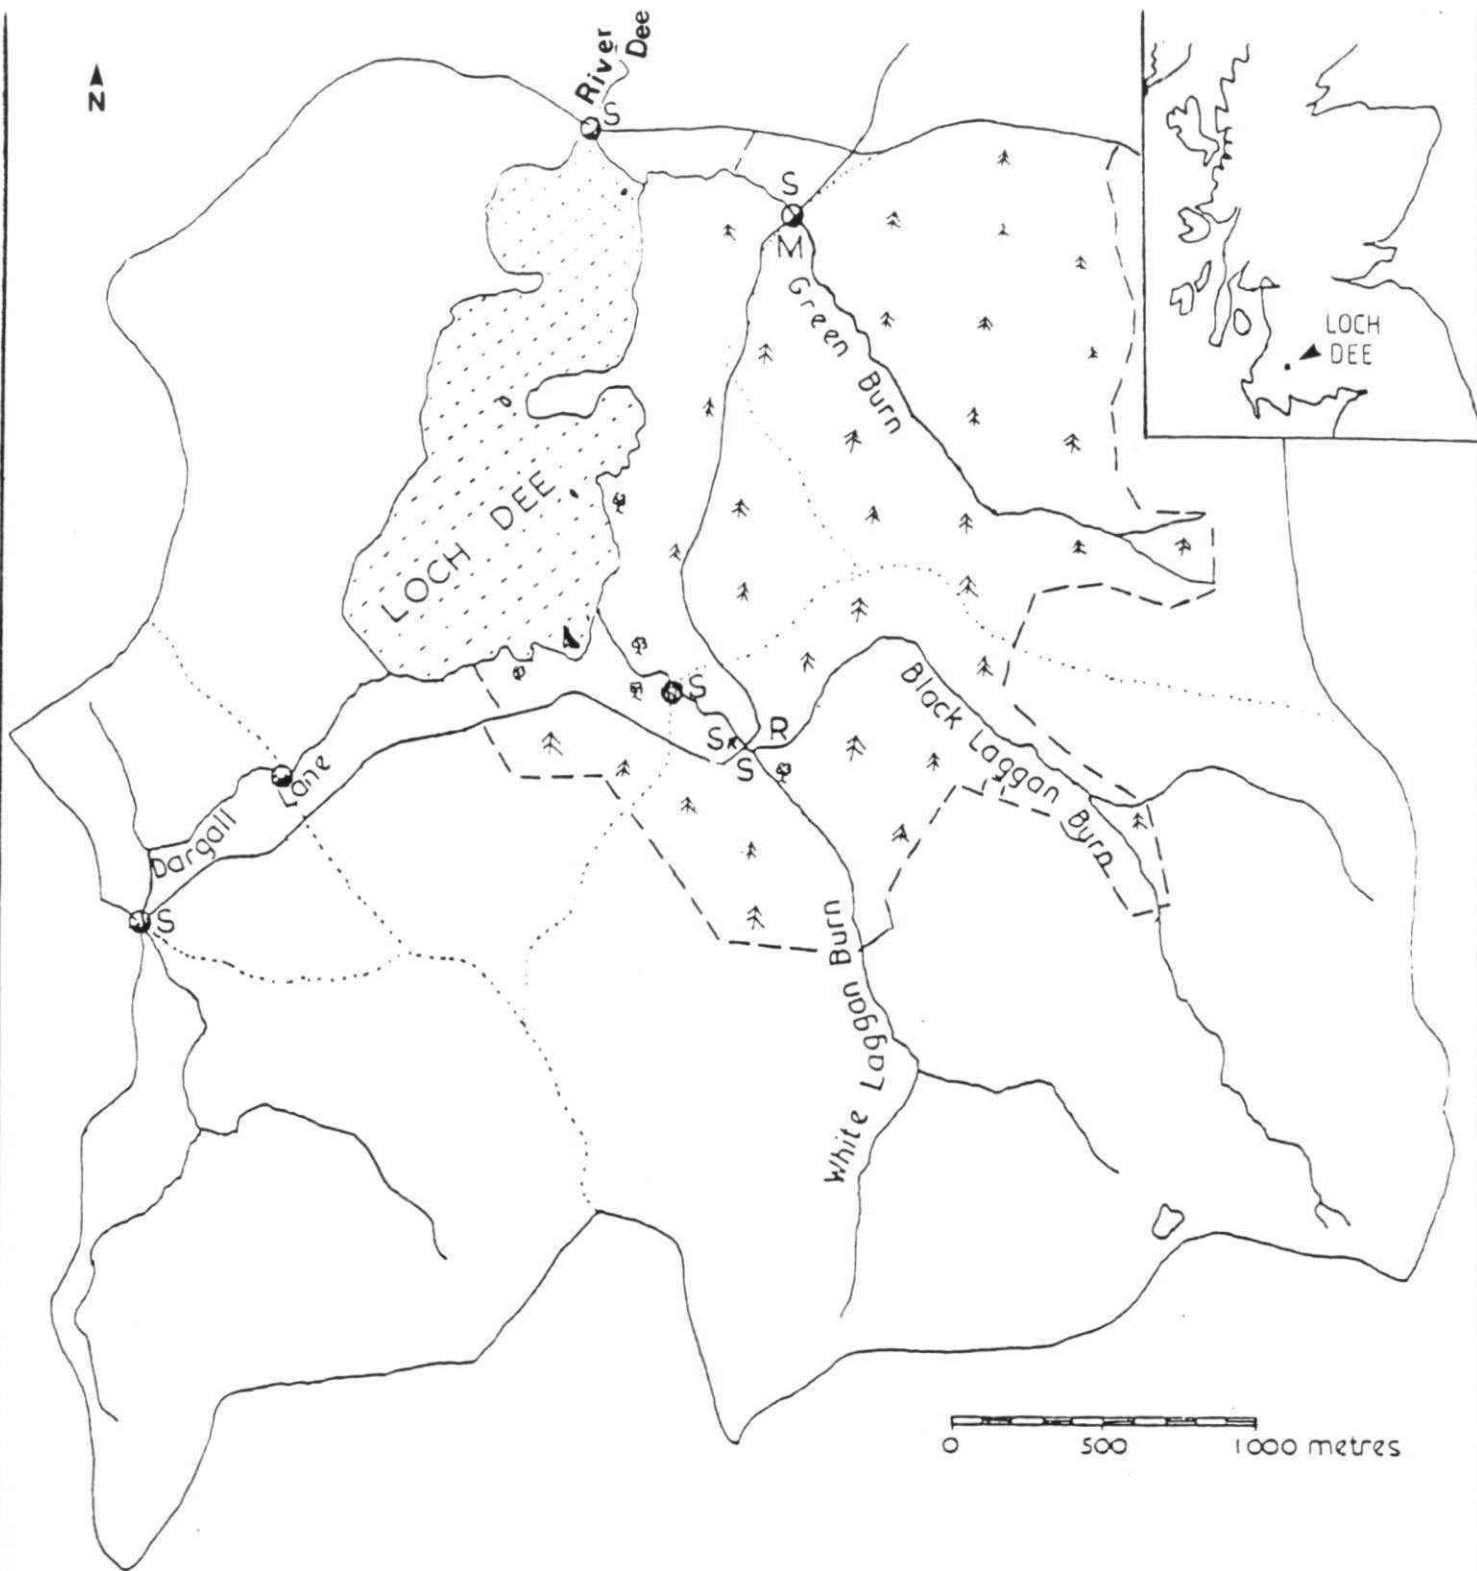 N
River
Dee
S
S
M
Green Burn
LOCH
DEE
LOCH DEE
S
S
R
S
Black Laggan Burn
Dargall Lane
S
White Laggan Burn
0 500 1000 metres